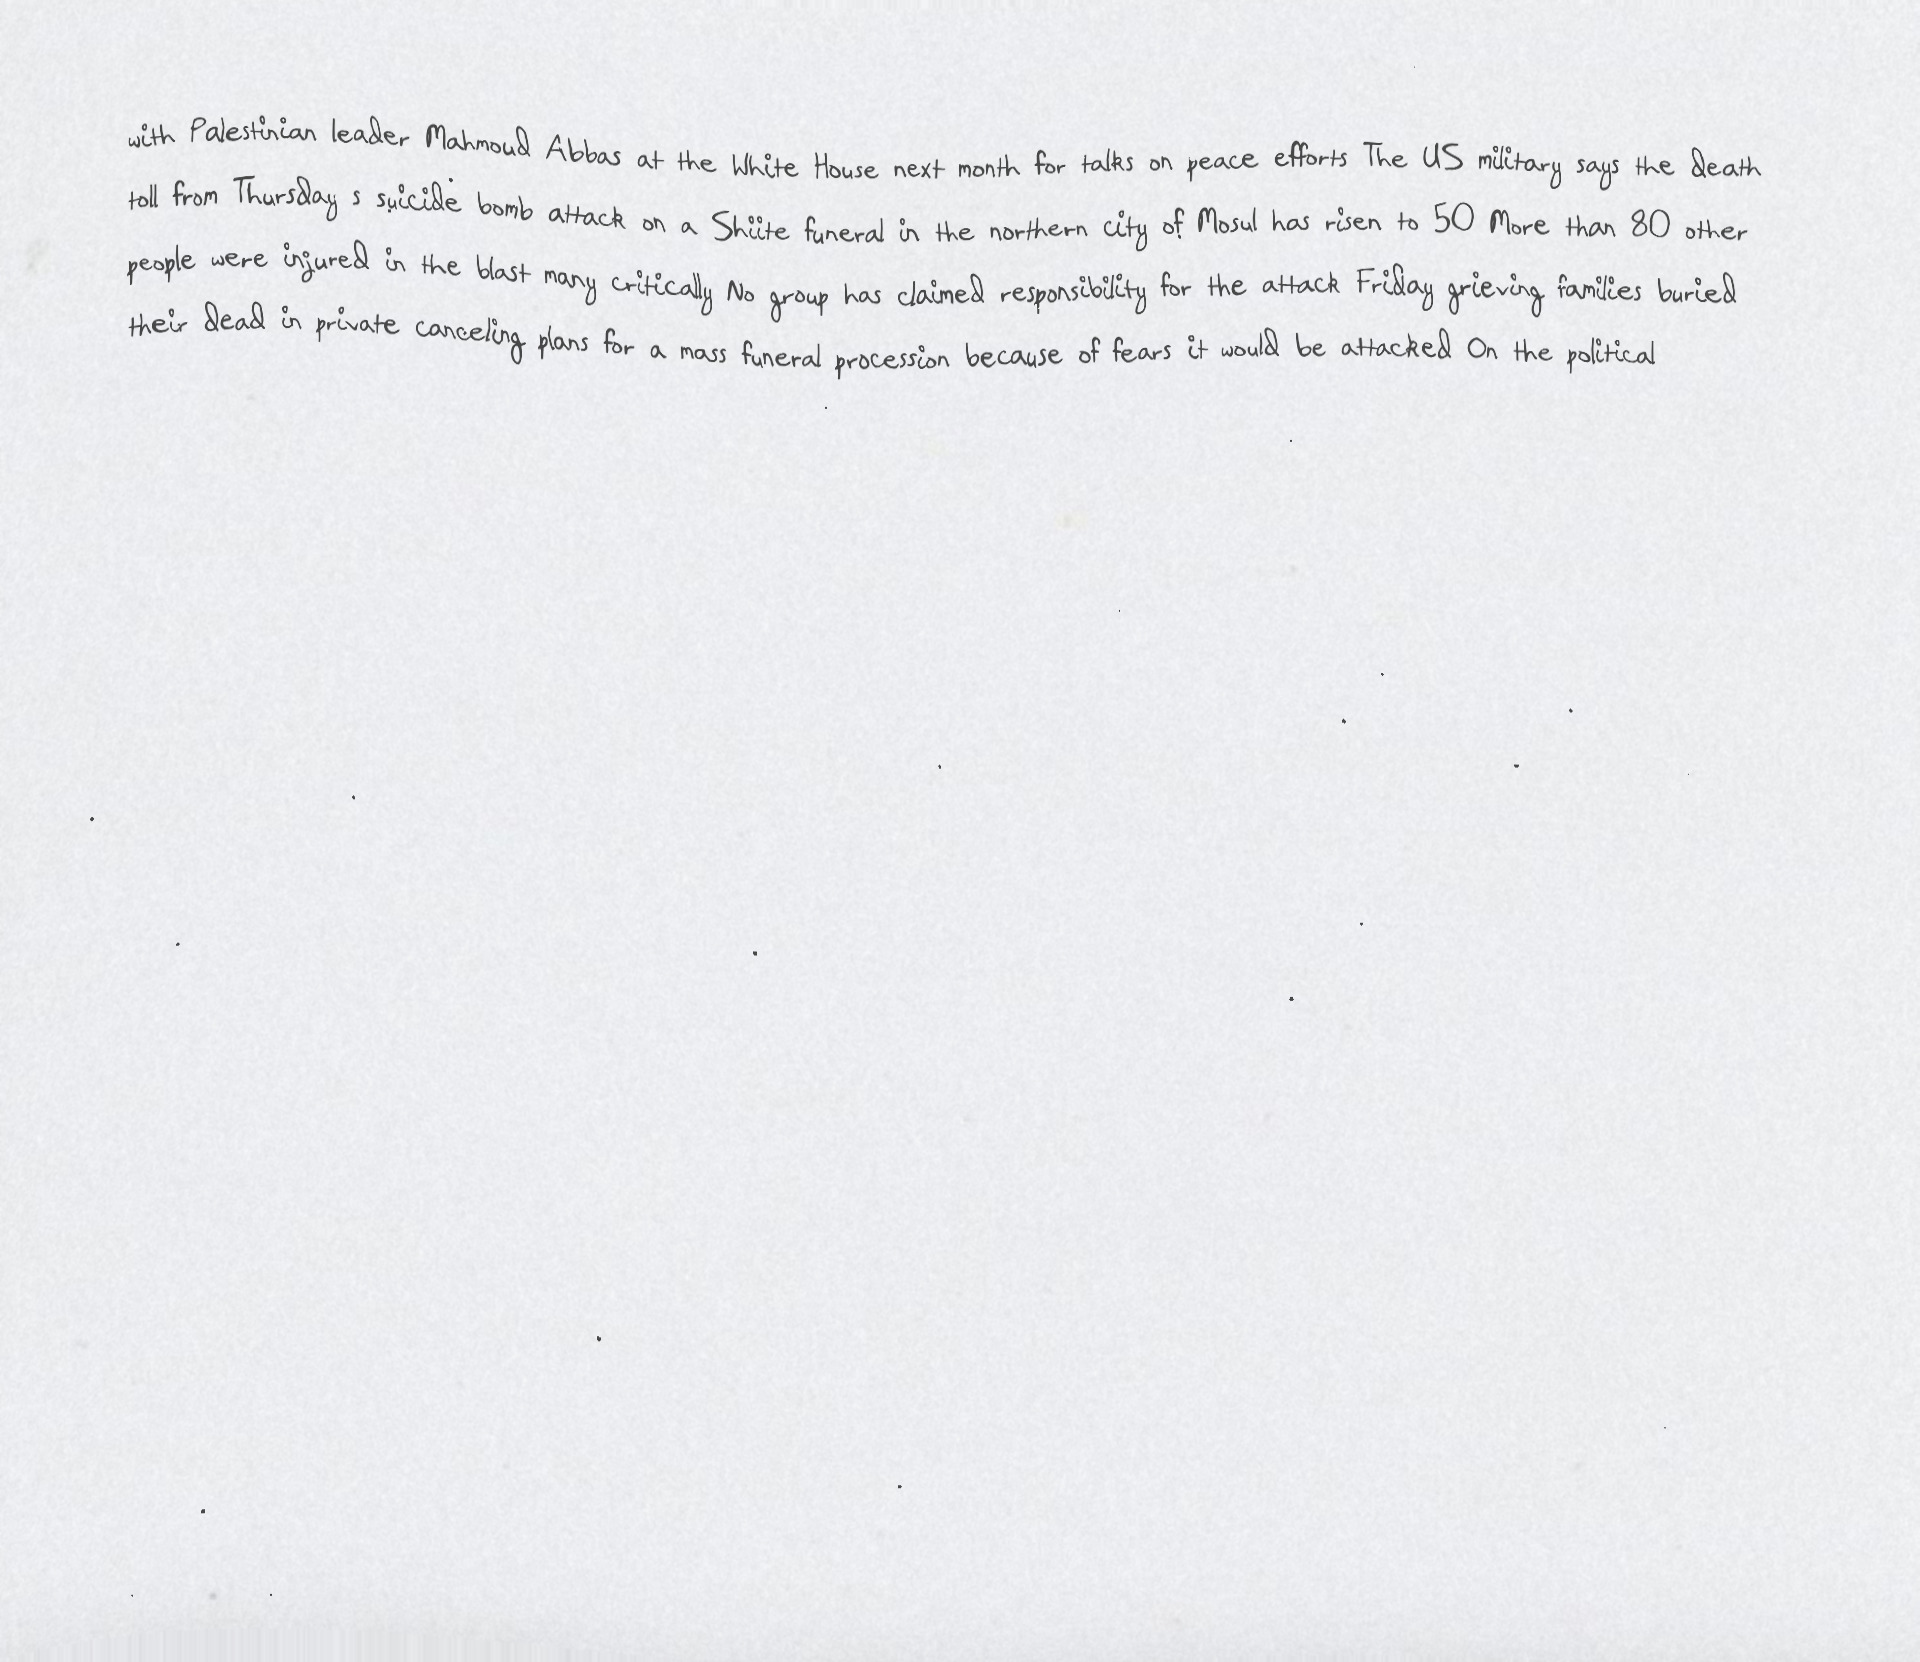 with Palestinian leader Mahmoud Abbas at the White House next month for talks on peace efforts The US military says the death
toll from Thursday s suicide bomb attack on a Shiite funeral in the northern city of Mosul has risen to 50 More than 80 other
people were injured in the blast many critically No group has claimed responsibility for the attack Friday grieving families buried
their dead in private canceling plans for a mass funeral procession because of fears it would be attacked On the political